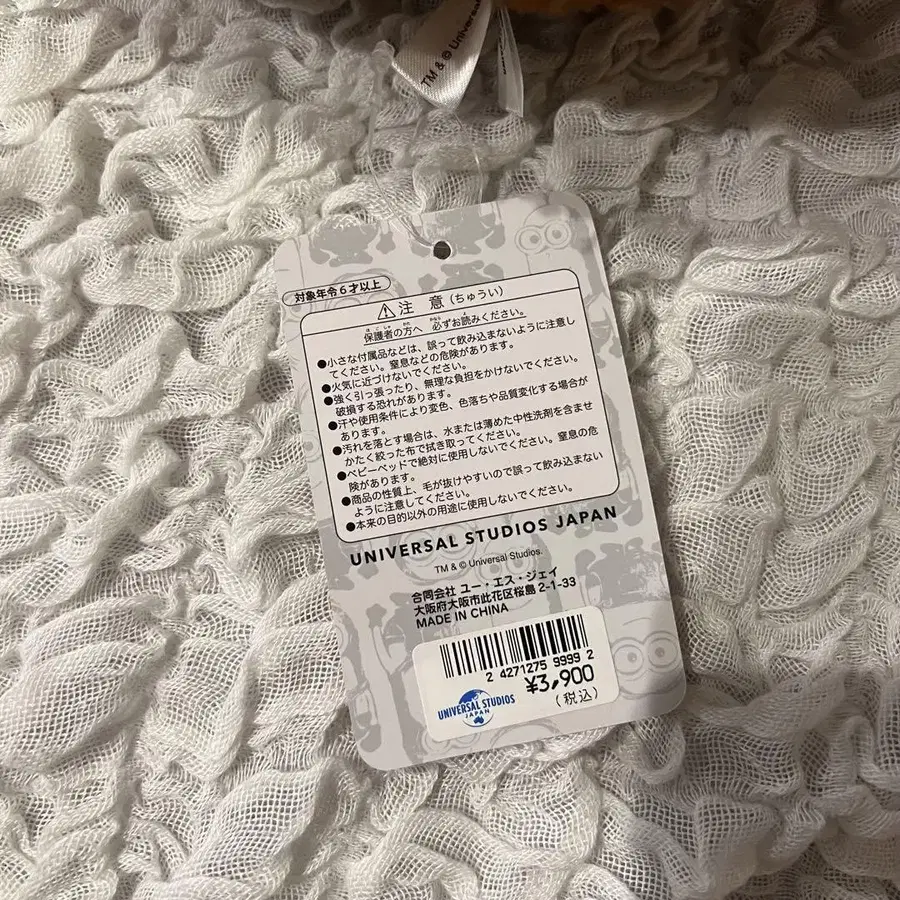 TM & © Univer
対象年令6才以上
注意(ちゅうい)
保護者の方へ 必ずお読みください。
●小さな付属品などは、誤って飲み込まないように注意し
てください。窒息などの危険があります。
●火気に近づけないでください。
●強く引っ張ったり、無理な負担をかけないでください。
破損する恐れがあります。
●汗や使用条件により変色、色落ちや品質変化する場合が
あります。
●汚れを落とす場合は、水または薄めた中性洗剤を含ませ
かたく絞った布で拭き取ってください。
●ベビーベッドで絶対に使用しないでください。窒息の危
険があります。
●商品の性質上、毛が抜けやすいので誤って飲み込まない
ように注意してください。
●本来の目的以外の用途に使用しないでください。
UNIVERSAL STUDIOS JAPAN
TM & © Universal Studios.
合同会社 ユー・エス・ジェイ
大阪府大阪市此花区桜島 2-1-33
MADE IN CHINA
2 4271275 9999 2
¥3,900
(税込)
UNIVERSAL STUDIOS
JAPAN